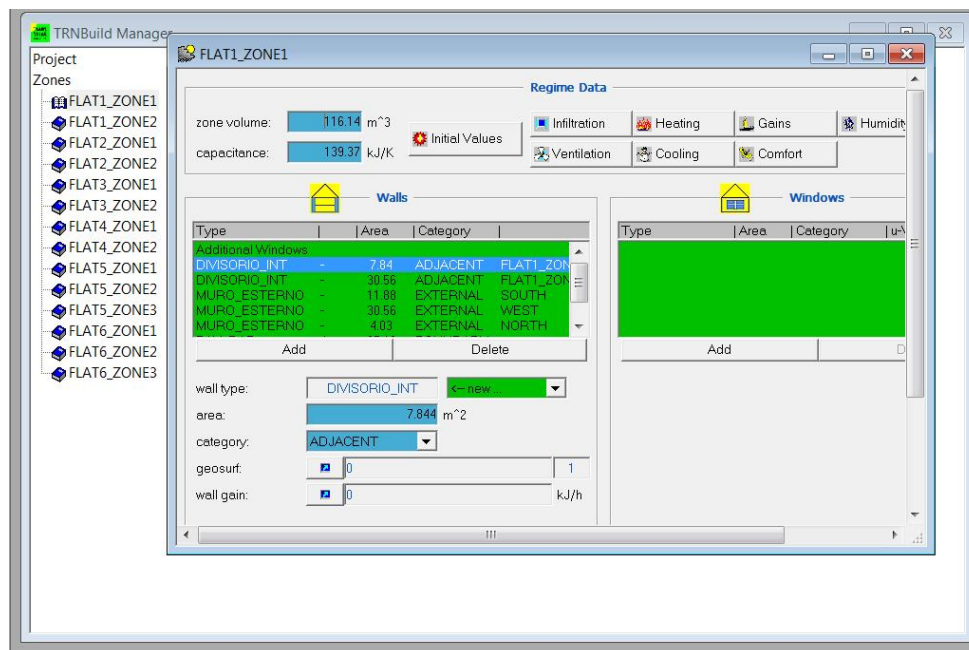 TRNBuild Manager
Project
Zones
FLAT1_ZONE1
FLAT1_ZONE2
FLAT2_ZONE1
FLAT2_ZONE2
FLAT3_ZONE1
FLAT3_ZONE2
FLAT4_ZONE1
FLAT4_ZONE2
FLAT5_ZONE1
FLAT5_ZONE2
FLAT5_ZONE3
FLAT6_ZONE1
FLAT6_ZONE2
FLAT6_ZONE3
FLAT1_ZONE1
Regime Data
zone volume: 116.14 m^3
capacitance: 139.37 kJ/K
Initial Values
Infiltration Heating Gains Humidity
Ventilation Cooling Comfort
Walls
Type | | Area | Category |
Additional Windows
DIVISORIO_INT - 7.84 ADJACENT FLAT1_ZON
DIVISORIO_INT - 30.56 ADJACENT FLAT1_ZON
MURO_ESTERNO - 11.88 EXTERNAL SOUTH
MURO_ESTERNO - 30.56 EXTERNAL WEST
MURO_ESTERNO - 4.03 EXTERNAL NORTH
Add Delete
wall type: DIVISORIO_INT <-- new ...
area: 7.844 m^2
category: ADJACENT
geosurf: 0 1
wall gain: 0 kJ/h
Windows
Type | Area | Category | u-V
Add D